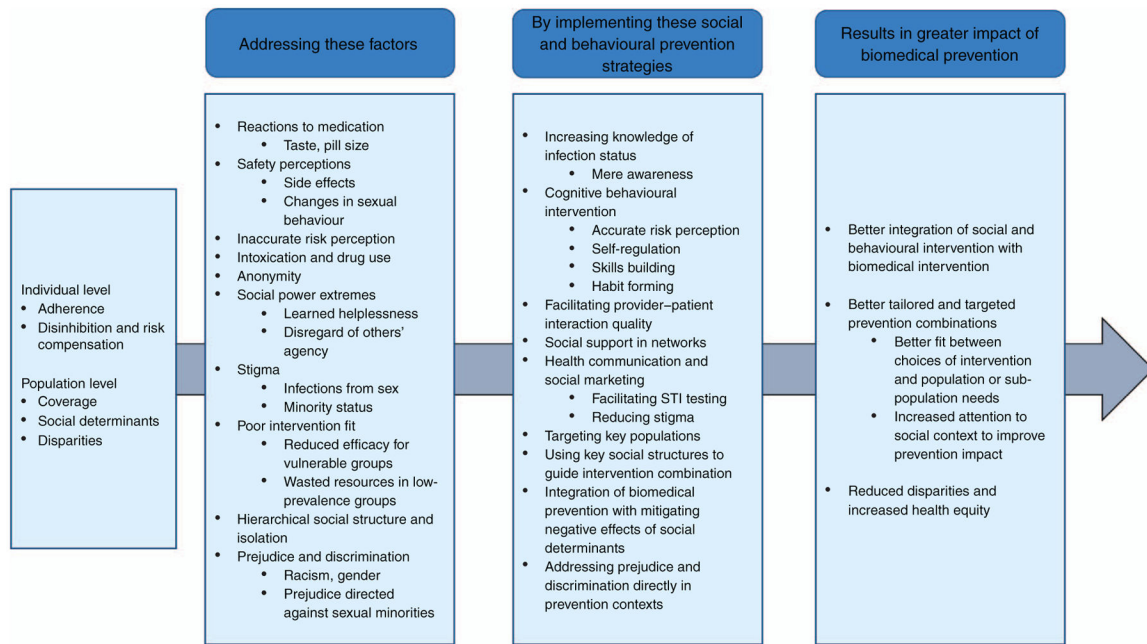 Addressing these factors
By implementing these social
and behavioural prevention
strategies
Results in greater impact of
biomedical prevention
Individual level
• Adherence
• Disinhibition and risk
compensation
Population level
• Coverage
• Social determinants
• Disparities
• Reactions to medication
• Taste, pill size
• Safety perceptions
• Side effects
• Changes in sexual
behaviour
• Inaccurate risk perception
• Intoxication and drug use
• Anonymity
• Social power extremes
• Learned helplessness
• Disregard of others’
agency
• Stigma
• Infections from sex
• Minority status
• Poor intervention fit
• Reduced efficacy for
vulnerable groups
• Wasted resources in low-
prevalence groups
• Hierarchical social structure and
isolation
• Prejudice and discrimination
• Racism, gender
• Prejudice directed
against sexual minorities
• Increasing knowledge of
infection status
• Mere awareness
• Cognitive behavioural
intervention
• Accurate risk perception
• Self-regulation
• Skills building
• Habit forming
• Facilitating provider–patient
interaction quality
• Social support in networks
• Health communication and
social marketing
• Facilitating STI testing
• Reducing stigma
• Targeting key populations
• Using key social structures to
guide intervention combination
• Integration of biomedical
prevention with mitigating
negative effects of social
determinants
• Addressing prejudice and
discrimination directly in
prevention contexts
• Better integration of social and
behavioural intervention with
biomedical intervention
• Better tailored and targeted
prevention combinations
• Better fit between
choices of intervention
and population or sub-
population needs
• Increased attention to
social context to improve
prevention impact
• Reduced disparities and
increased health equity